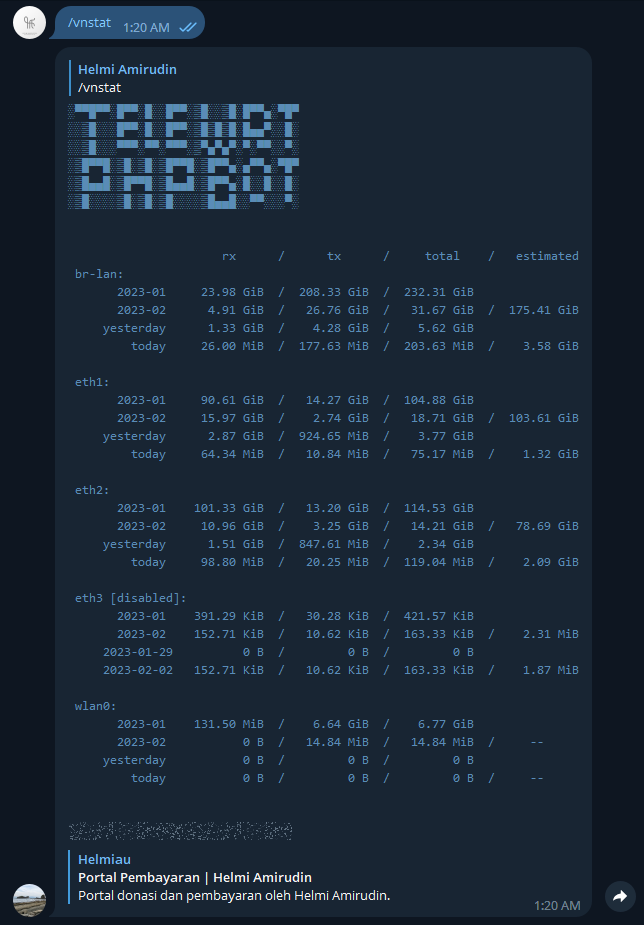 /vnstat
1:20 AM
Helmi Amirudin
/vnstat
TELEWRT
PHPBOT
rx / tx / total / estimated
br-lan:
2023-01 23.98 GiB / 208.33 GiB / 232.31 GiB
2023-02 4.91 GiB / 26.76 GiB / 31.67 GiB / 175.41 GiB
yesterday 1.33 GiB / 4.28 GiB / 5.62 GiB
today 26.00 MiB / 177.63 MiB / 203.63 MiB / 3.58 GiB
eth1:
2023-01 90.61 GiB / 14.27 GiB / 104.88 GiB
2023-02 15.97 GiB / 2.74 GiB / 18.71 GiB / 103.61 GiB
yesterday 2.87 GiB / 924.65 MiB / 3.77 GiB
today 64.34 MiB / 10.84 MiB / 75.17 MiB / 1.32 GiB
eth2:
2023-01 101.33 GiB / 13.20 GiB / 114.53 GiB
2023-02 10.96 GiB / 3.25 GiB / 14.21 GiB / 78.69 GiB
yesterday 1.51 GiB / 847.61 MiB / 2.34 GiB
today 98.80 MiB / 20.25 MiB / 119.04 MiB / 2.09 GiB
eth3 [disabled]:
2023-01 391.29 KiB / 30.28 KiB / 421.57 KiB
2023-02 152.71 KiB / 10.62 KiB / 163.33 KiB / 2.31 MiB
2023-01-29 0 B / 0 B / 0 B
2023-02-02 152.71 KiB / 10.62 KiB / 163.33 KiB / 1.87 MiB
wlan0:
2023-01 131.50 MiB / 6.64 GiB / 6.77 GiB
2023-02 0 B / 14.84 MiB / 14.84 MiB / --
yesterday 0 B / 0 B / 0 B
today 0 B / 0 B / 0 B / --
Helmiau
Portal Pembayaran | Helmi Amirudin
Portal donasi dan pembayaran oleh Helmi Amirudin.
1:20 AM